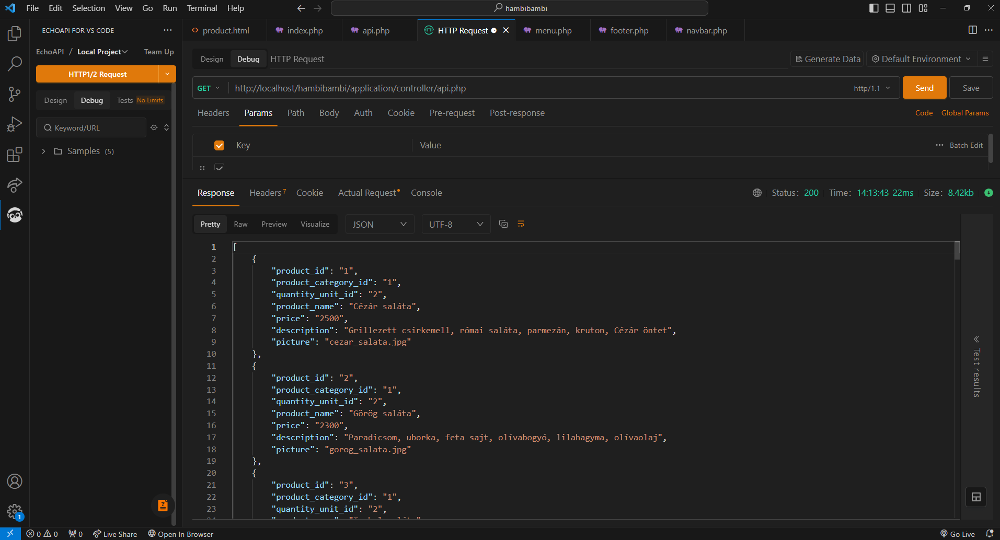 File Edit Selection View Go Run Terminal Help
hambibambi
ECHOAPI FOR VS CODE
product.html
index.php
api.php
HTTP Request
menu.php
footer.php
navbar.php
EchoAPI / Local Project
Team Up
HTTP1/2 Request
Design Debug Tests No Limits
Keyword/URL
Samples (5)
Design Debug HTTP Request
Generate Data
Default Environment
GET http://localhost/hambibambi/application/controller/api.php http/1.1 Send Save
Headers Params Path Body Auth Cookie Pre-request Post-response Code Global Params
Key Value Batch Edit
Response Headers 7 Cookie Actual Request Console Status: 200 Time: 14:13:43 22ms Size: 8.42kb
Pretty Raw Preview Visualize JSON UTF-8
1 [
2 {
3 "product_id": "1",
4 "product_category_id": "1",
5 "quantity_unit_id": "2",
6 "product_name": "Cézár saláta",
7 "price": "2500",
8 "description": "Grillezett csirkemell, római saláta, parmezán, kruton, Cézár öntet",
9 "picture": "cezar_salata.jpg"
10 },
11 {
12 "product_id": "2",
13 "product_category_id": "1",
14 "quantity_unit_id": "2",
15 "product_name": "Görög saláta",
16 "price": "2300",
17 "description": "Paradicsom, uborka, feta sajt, olívabogyó, lilahagyma, olívaolaj",
18 "picture": "gorog_salata.jpg"
19 },
20 {
21 "product_id": "3",
22 "product_category_id": "1",
23 "quantity_unit_id": "2",
Test results
1
0 0 0 Live Share Open In Browser Go Live